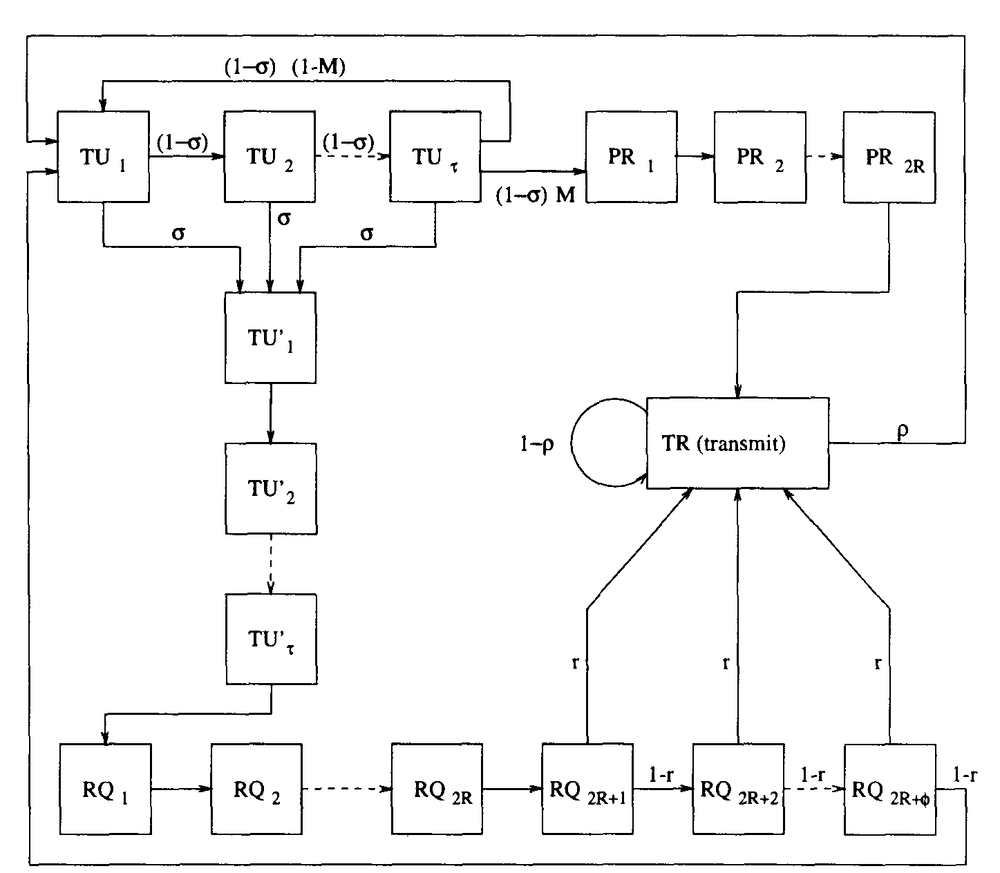 (1–σ) (1-M)
TU 1
(1–σ)
TU 2
(1–σ)
TU τ
PR 1
PR 2
PR 2R
(1–σ) M
σ
σ
σ
TU' 1
1–ρ
TR (transmit)
ρ
TU' 2
TU' τ
r
r
r
RQ 1
RQ 2
RQ 2R
RQ 2R+1
1-r
RQ 2R+2
1-r
RQ 2R+ϕ
1-r